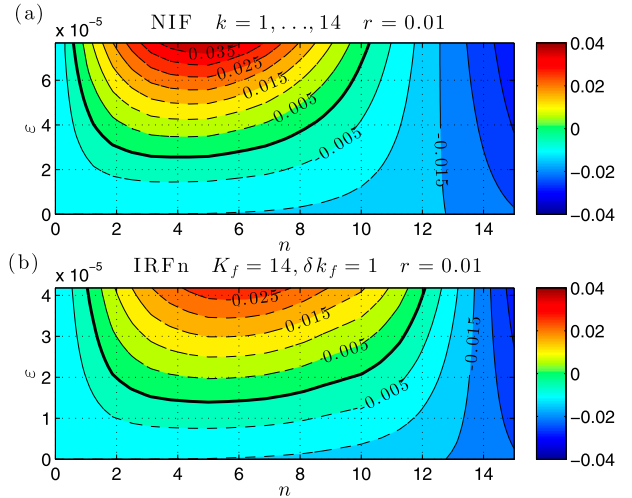 (a)
NIF k = 1, . . . , 14 r = 0.01
x 10⁻⁵
ε
6
4
2
0
0.035
0.025
0.015
0.005
-0.005
-0.015
0 2 4 6 8 10 12 14
n
0.04
0.02
0
−0.02
−0.04
(b)
IRFn K_f = 14, δk_f = 1 r = 0.01
x 10⁻⁵
ε
4
3
2
1
0
0.025
0.015
0.005
-0.005
-0.015
0 2 4 6 8 10 12 14
n
0.04
0.02
0
−0.02
−0.04